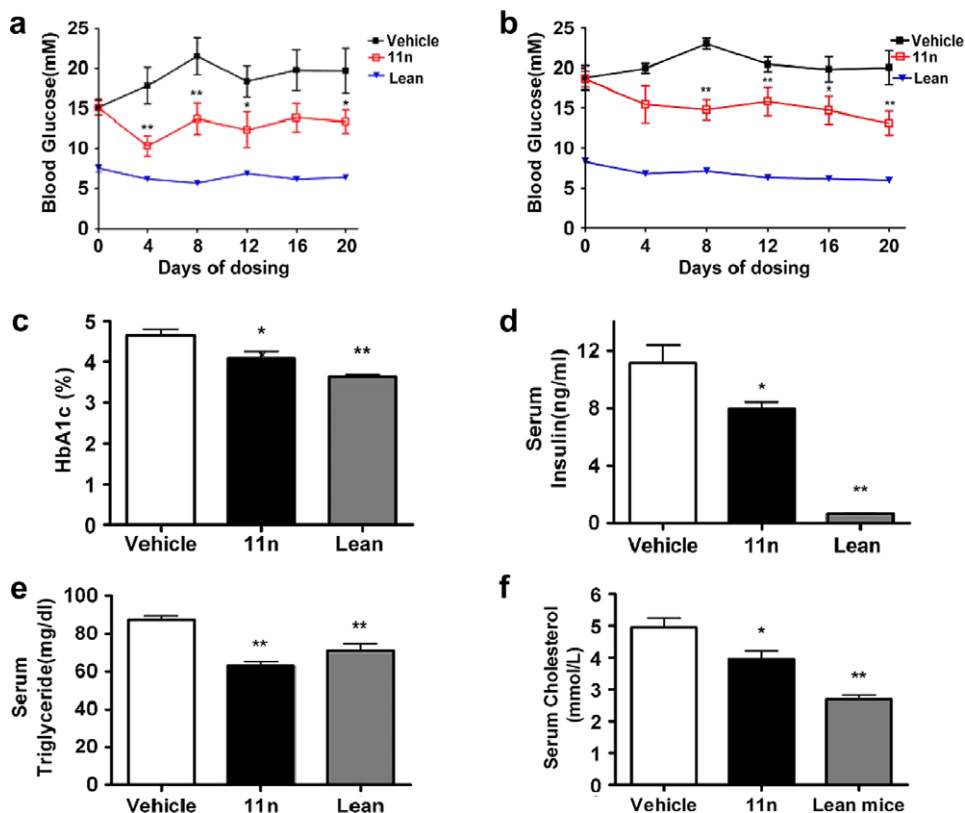 a
Blood Glucose(mM)
25
20
15
10
5
0
** ** * *
Vehicle
11n
Lean
0 4 8 12 16 20
Days of dosing
b
Blood Glucose(mM)
25
20
15
10
5
0
** ** * **
Vehicle
11n
Lean
0 4 8 12 16 20
Days of dosing
c
HbA1c (%)
5
4
3
2
1
0
*
**
Vehicle 11n Lean
d
Serum
Insulin(ng/ml)
12
8
4
0
*
**
Vehicle 11n Lean
e
Serum
Triglyceride(mg/dl)
100
80
60
40
20
0
** **
Vehicle 11n Lean
f
Serum Cholesterol
(mmol/L)
6
5
4
3
2
1
0
*
**
Vehicle 11n Lean mice